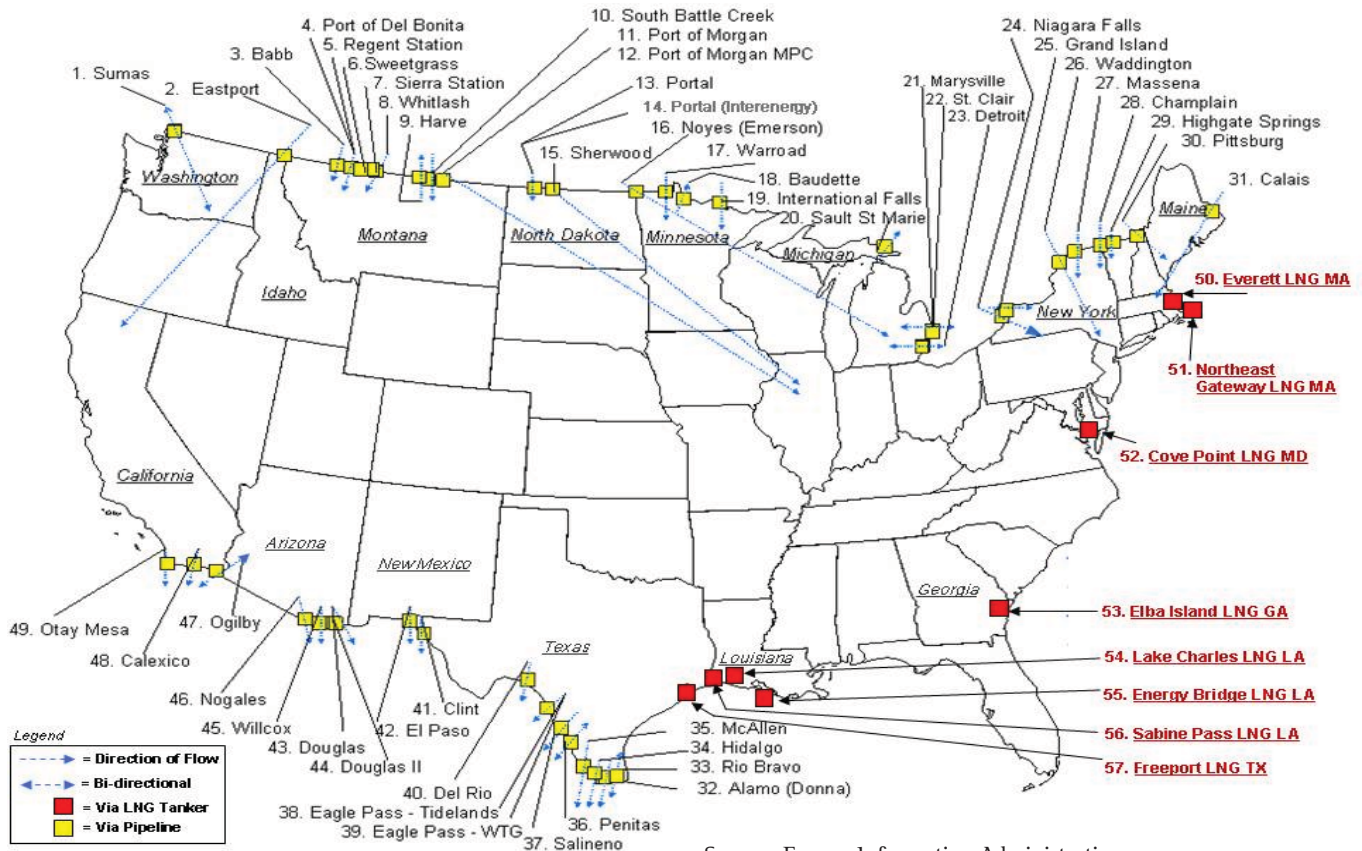 1. Sumas
2. Eastport
3. Babb
4. Port of Del Bonita
5. Regent Station
6. Sweetgrass
7. Sierra Station
8. Whitlash
9. Harve
10. South Battle Creek
11. Port of Morgan
12. Port of Morgan MPC
13. Portal
14. Portal (Interenergy)
15. Sherwood
16. Noyes (Emerson)
17. Warroad
18. Baudette
19. International Falls
20. Sault St Marie
21. Marysville
22. St. Clair
23. Detroit
24. Niagara Falls
25. Grand Island
26. Waddington
27. Massena
28. Champlain
29. Highgate Springs
30. Pittsburg
31. Calais
Washington
Montana
Idaho
North Dakota
Minnesota
Michigan
New York
Maine
California
Arizona
New Mexico
Texas
Louisiana
Georgia
50. Everett LNG MA
51. Northeast
Gateway LNG MA
52. Cove Point LNG MD
53. Elba Island LNG GA
54. Lake Charles LNG LA
55. Energy Bridge LNG LA
56. Sabine Pass LNG LA
57. Freeport LNG TX
49. Otay Mesa
48. Calexico
47. Ogilby
46. Nogales
45. Willcox
43. Douglas
44. Douglas II
42. El Paso
41. Clint
40. Del Rio
38. Eagle Pass - Tidelands
39. Eagle Pass - WTG
37. Salineno
36. Penitas
35. McAllen
34. Hidalgo
33. Rio Bravo
32. Alamo (Donna)
Legend
= Direction of Flow
= Bi-directional
= Via LNG Tanker
= Via Pipeline